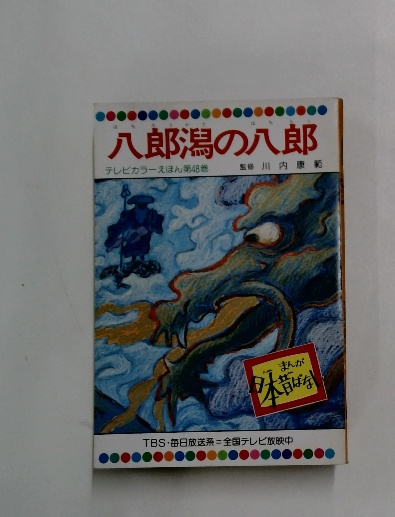 八郎潟の八郎
テレビカラーえほん第48巻
監修 川内康範
まんが
日本昔ばなし
TBS・毎日放送系=全国テレビ放映中